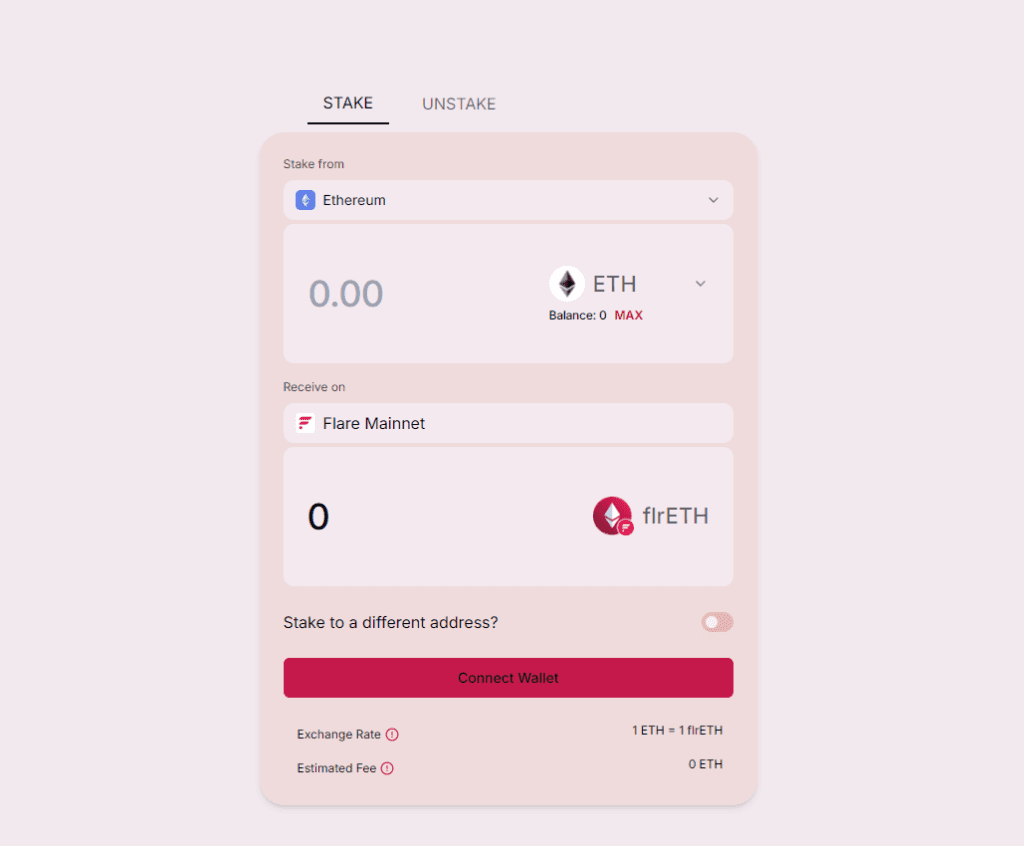 STAKE UNSTAKE
Stake from
Ethereum
0.00 ETH
Balance: 0 MAX
Receive on
Flare Mainnet
0 flrETH
Stake to a different address?
Connect Wallet
Exchange Rate 1 ETH = 1 flrETH
Estimated Fee 0 ETH